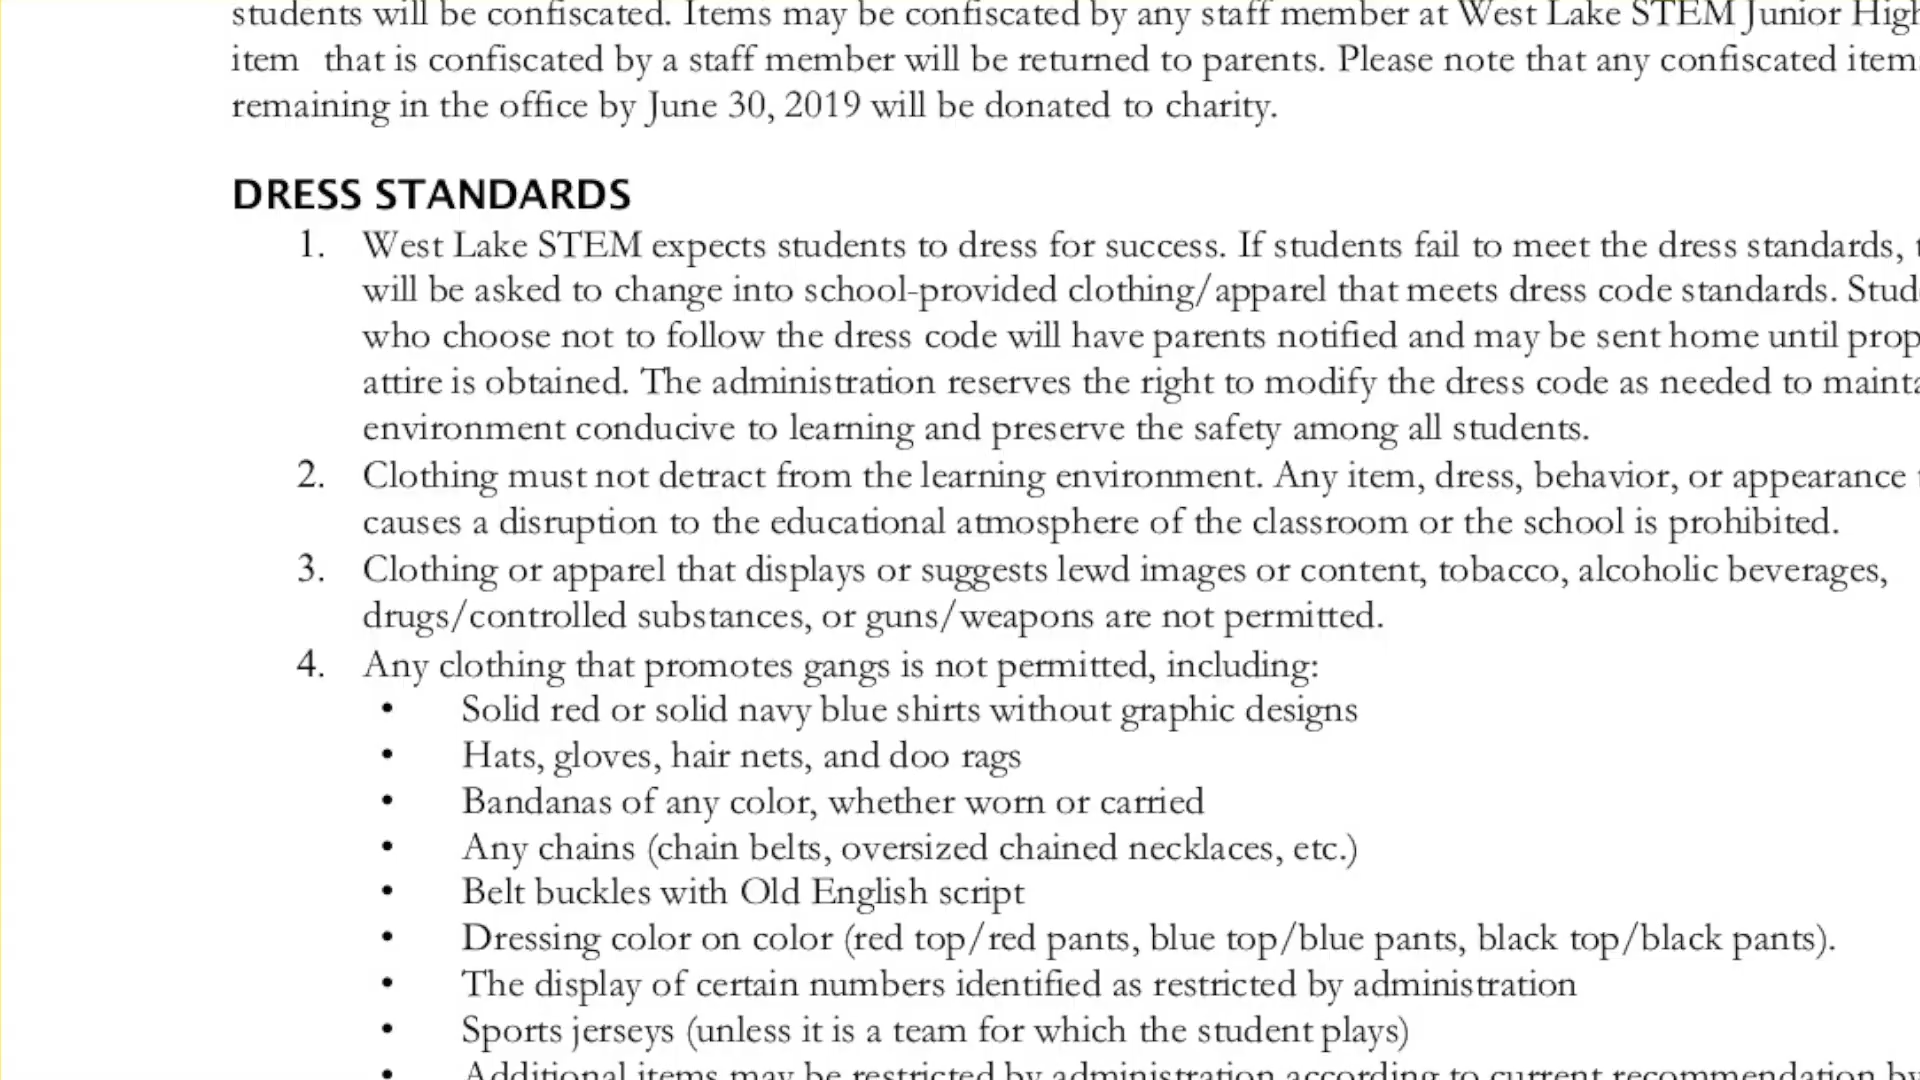 students will be confiscated. Items may be confiscated by any staff member at West Lake STEM Junior High
item that is confiscated by a staff member will be returned to parents. Please note that any confiscated item
remaining in the office by June 30, 2019 will be donated to charity.
DRESS STANDARDS
1. West Lake STEM expects students to dress for success. If students fail to meet the dress standards,
will be asked to change into school-provided clothing/apparel that meets dress code standards.
who choose not to follow the dress code will have parents notified and may be sent home until
attire is obtained. The administration reserves the right to modify the dress code as needed to
environment conducive to learning and preserve the safety among all students.
2. Clothing must not detract from the learning environment. Any item, dress, behavior, or appearance
causes a disruption to the educational atmosphere of the classroom or the school is prohibited.
3. Clothing or apparel that displays or suggests lewd images or content, tobacco, alcoholic beverages,
drugs/controlled substances, or guns/weapons are not permitted.
4. Any clothing that promotes gangs is not permitted, including:
• Solid red or solid navy blue shirts without graphic designs
• Hats, gloves, hair nets, and doo rags
• Bandanas of any color, whether worn or carried
• Any chains (chain belts, oversized chained necklaces, etc.)
• Belt buckles with Old English script
• Dressing color on color (red top/red pants, blue top/blue pants, black top/black pants).
• The display of certain numbers identified as restricted by administration
• Sports jerseys (unless it is a team for which the student plays)
• Additional items may be restricted by administration according to current recommendation by